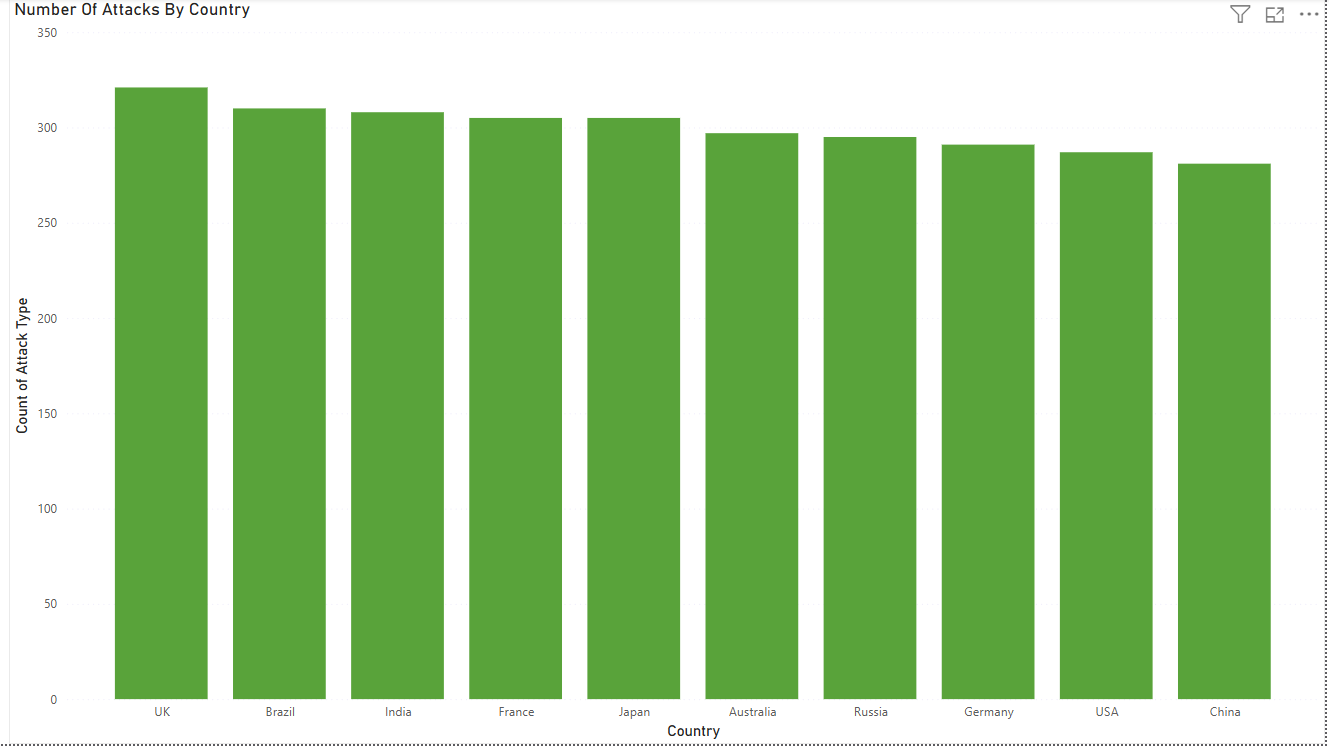 Number Of Attacks By Country
350
300
250
200
150
100
50
0
Count of Attack Type
UK Brazil India France Japan Australia Russia Germany USA China
Country